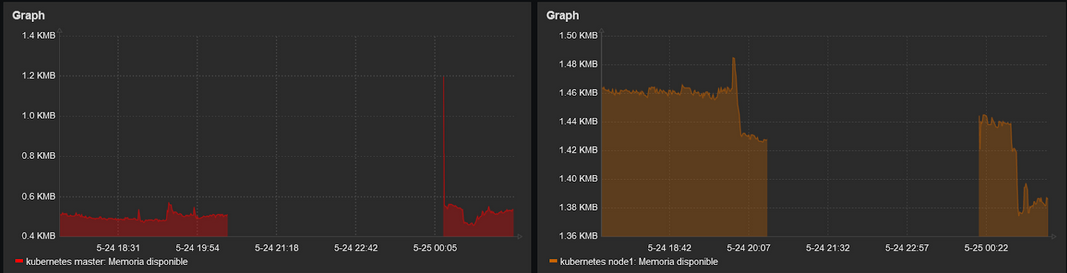 Graph
1.4 KMB
1.2 KMB
1.0 KMB
0.8 KMB
0.6 KMB
0.4 KMB
5-24 18:31 5-24 19:54 5-24 21:18 5-24 22:42 5-25 00:05
kubernetes master: Memoria disponible
Graph
1.50 KMB
1.48 KMB
1.46 KMB
1.44 KMB
1.42 KMB
1.40 KMB
1.38 KMB
1.36 KMB
5-24 18:42 5-24 20:07 5-24 21:32 5-24 22:57 5-25 00:22
kubernetes node1: Memoria disponible